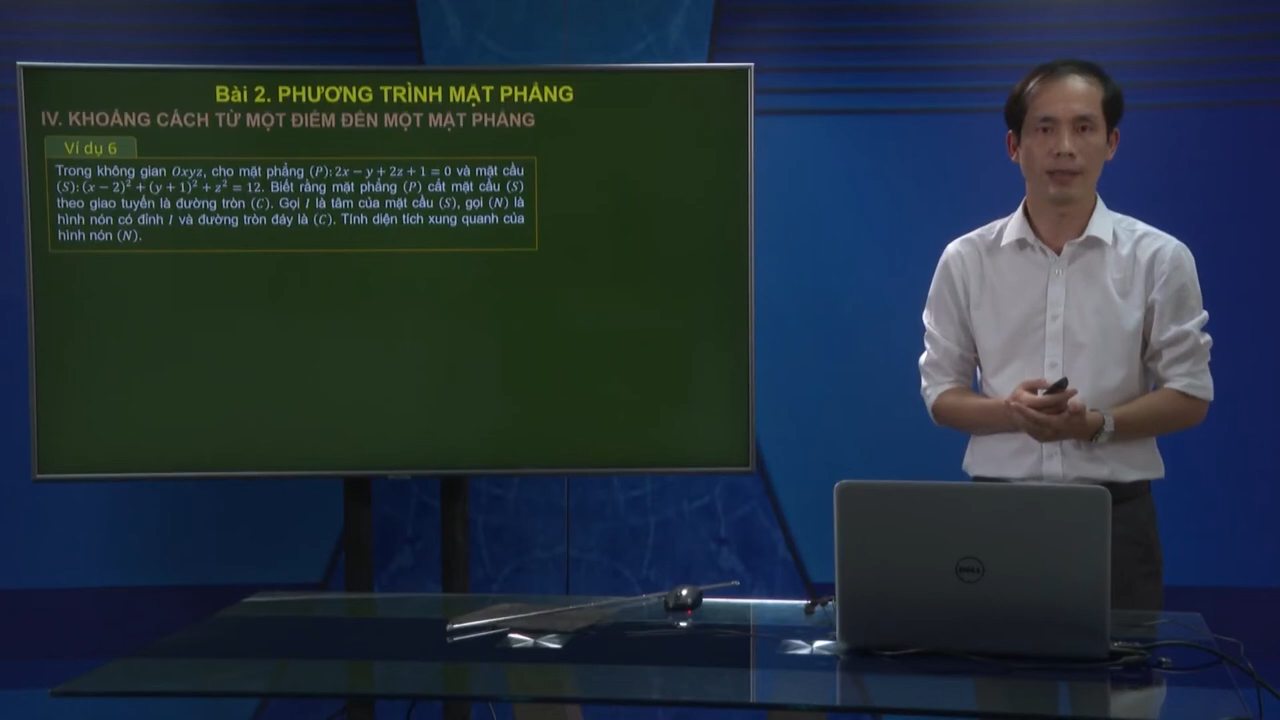 Bài 2. PHƯƠNG TRÌNH MẶT PHẲNG
IV. KHOẢNG CÁCH TỪ MỘT ĐIỂM ĐẾN MỘT MẶT PHẲNG
Ví dụ 6
Trong không gian Oxyz, cho mặt phẳng (P): 2x − y + 2z + 1 = 0 và mặt cầu
(S): (x − 2)² + (y + 1)² + z² = 12. Biết rằng mặt phẳng (P) cắt mặt cầu (S)
theo giao tuyến là đường tròn (C). Gọi I là tâm của mặt cầu (S), gọi (N) là
hình nón có đỉnh I và đường tròn đáy là (C). Tính diện tích xung quanh của
hình nón (N).
DELL